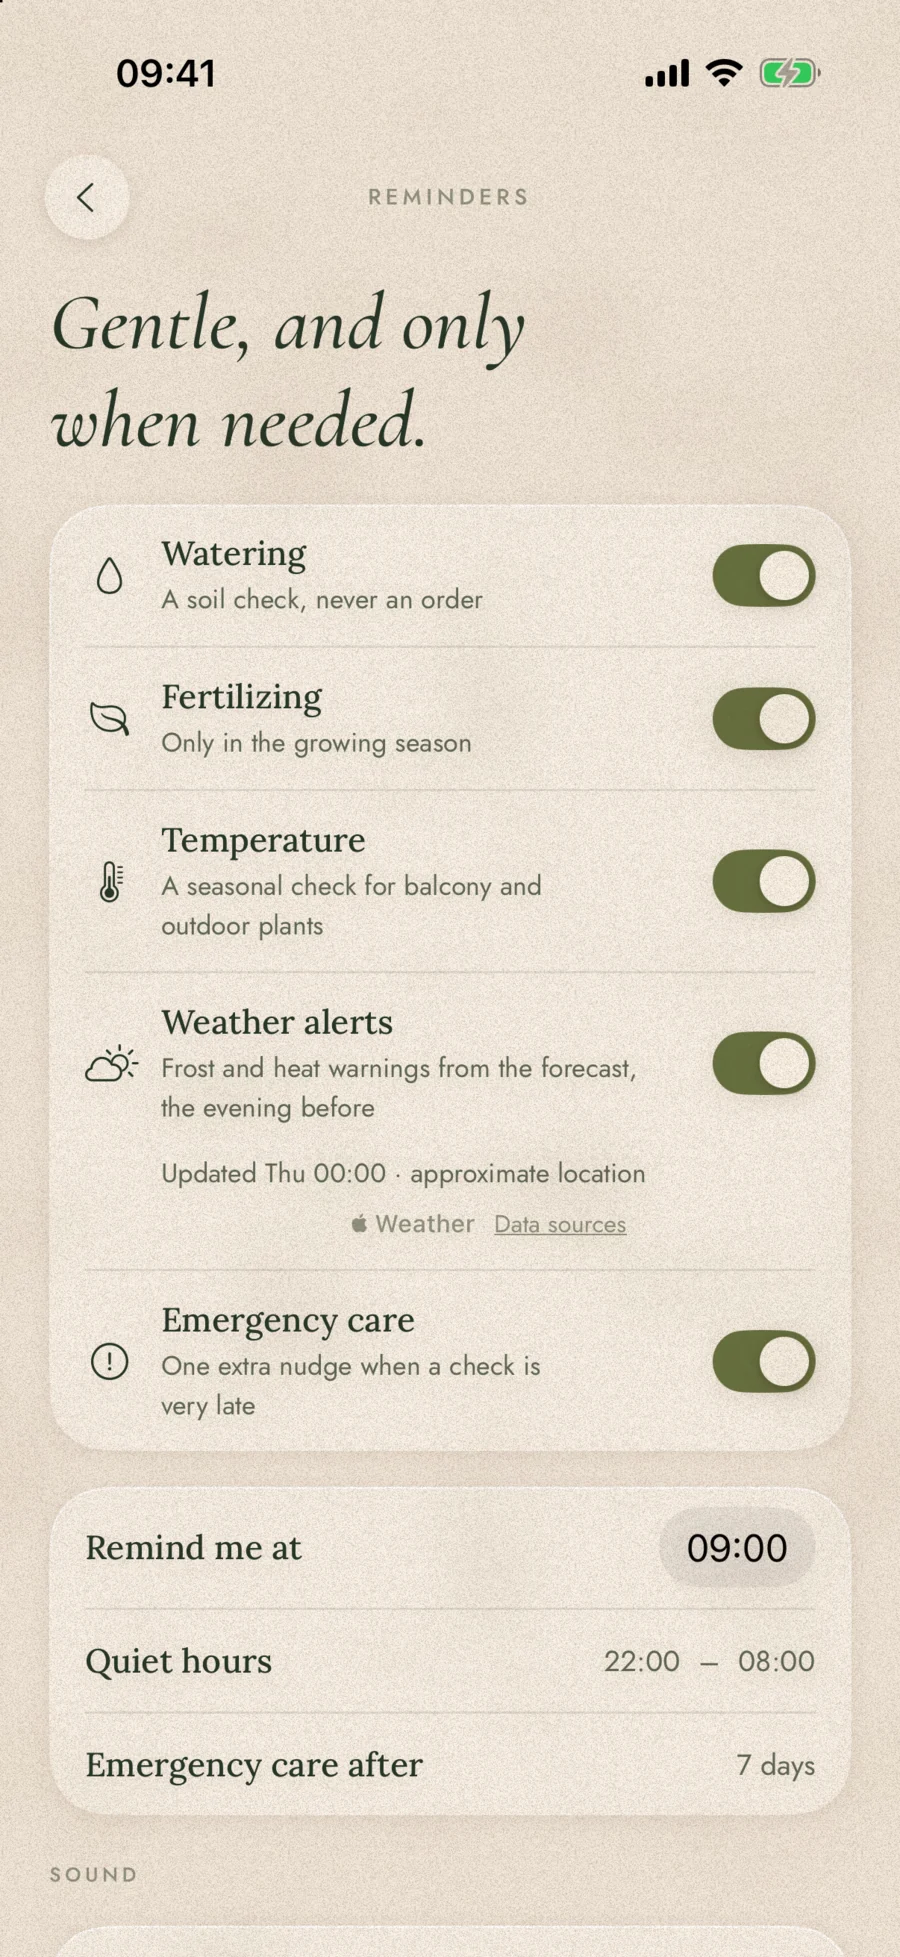 09:41
REMINDERS
Gentle, and only
when needed.
Watering
A soil check, never an order
Fertilizing
Only in the growing season
Temperature
A seasonal check for balcony and
outdoor plants
Weather alerts
Frost and heat warnings from the forecast,
the evening before
Updated Thu 00:00 · approximate location
Weather Data sources
Emergency care
One extra nudge when a check is
very late
Remind me at 09:00
Quiet hours 22:00 – 08:00
Emergency care after 7 days
SOUND